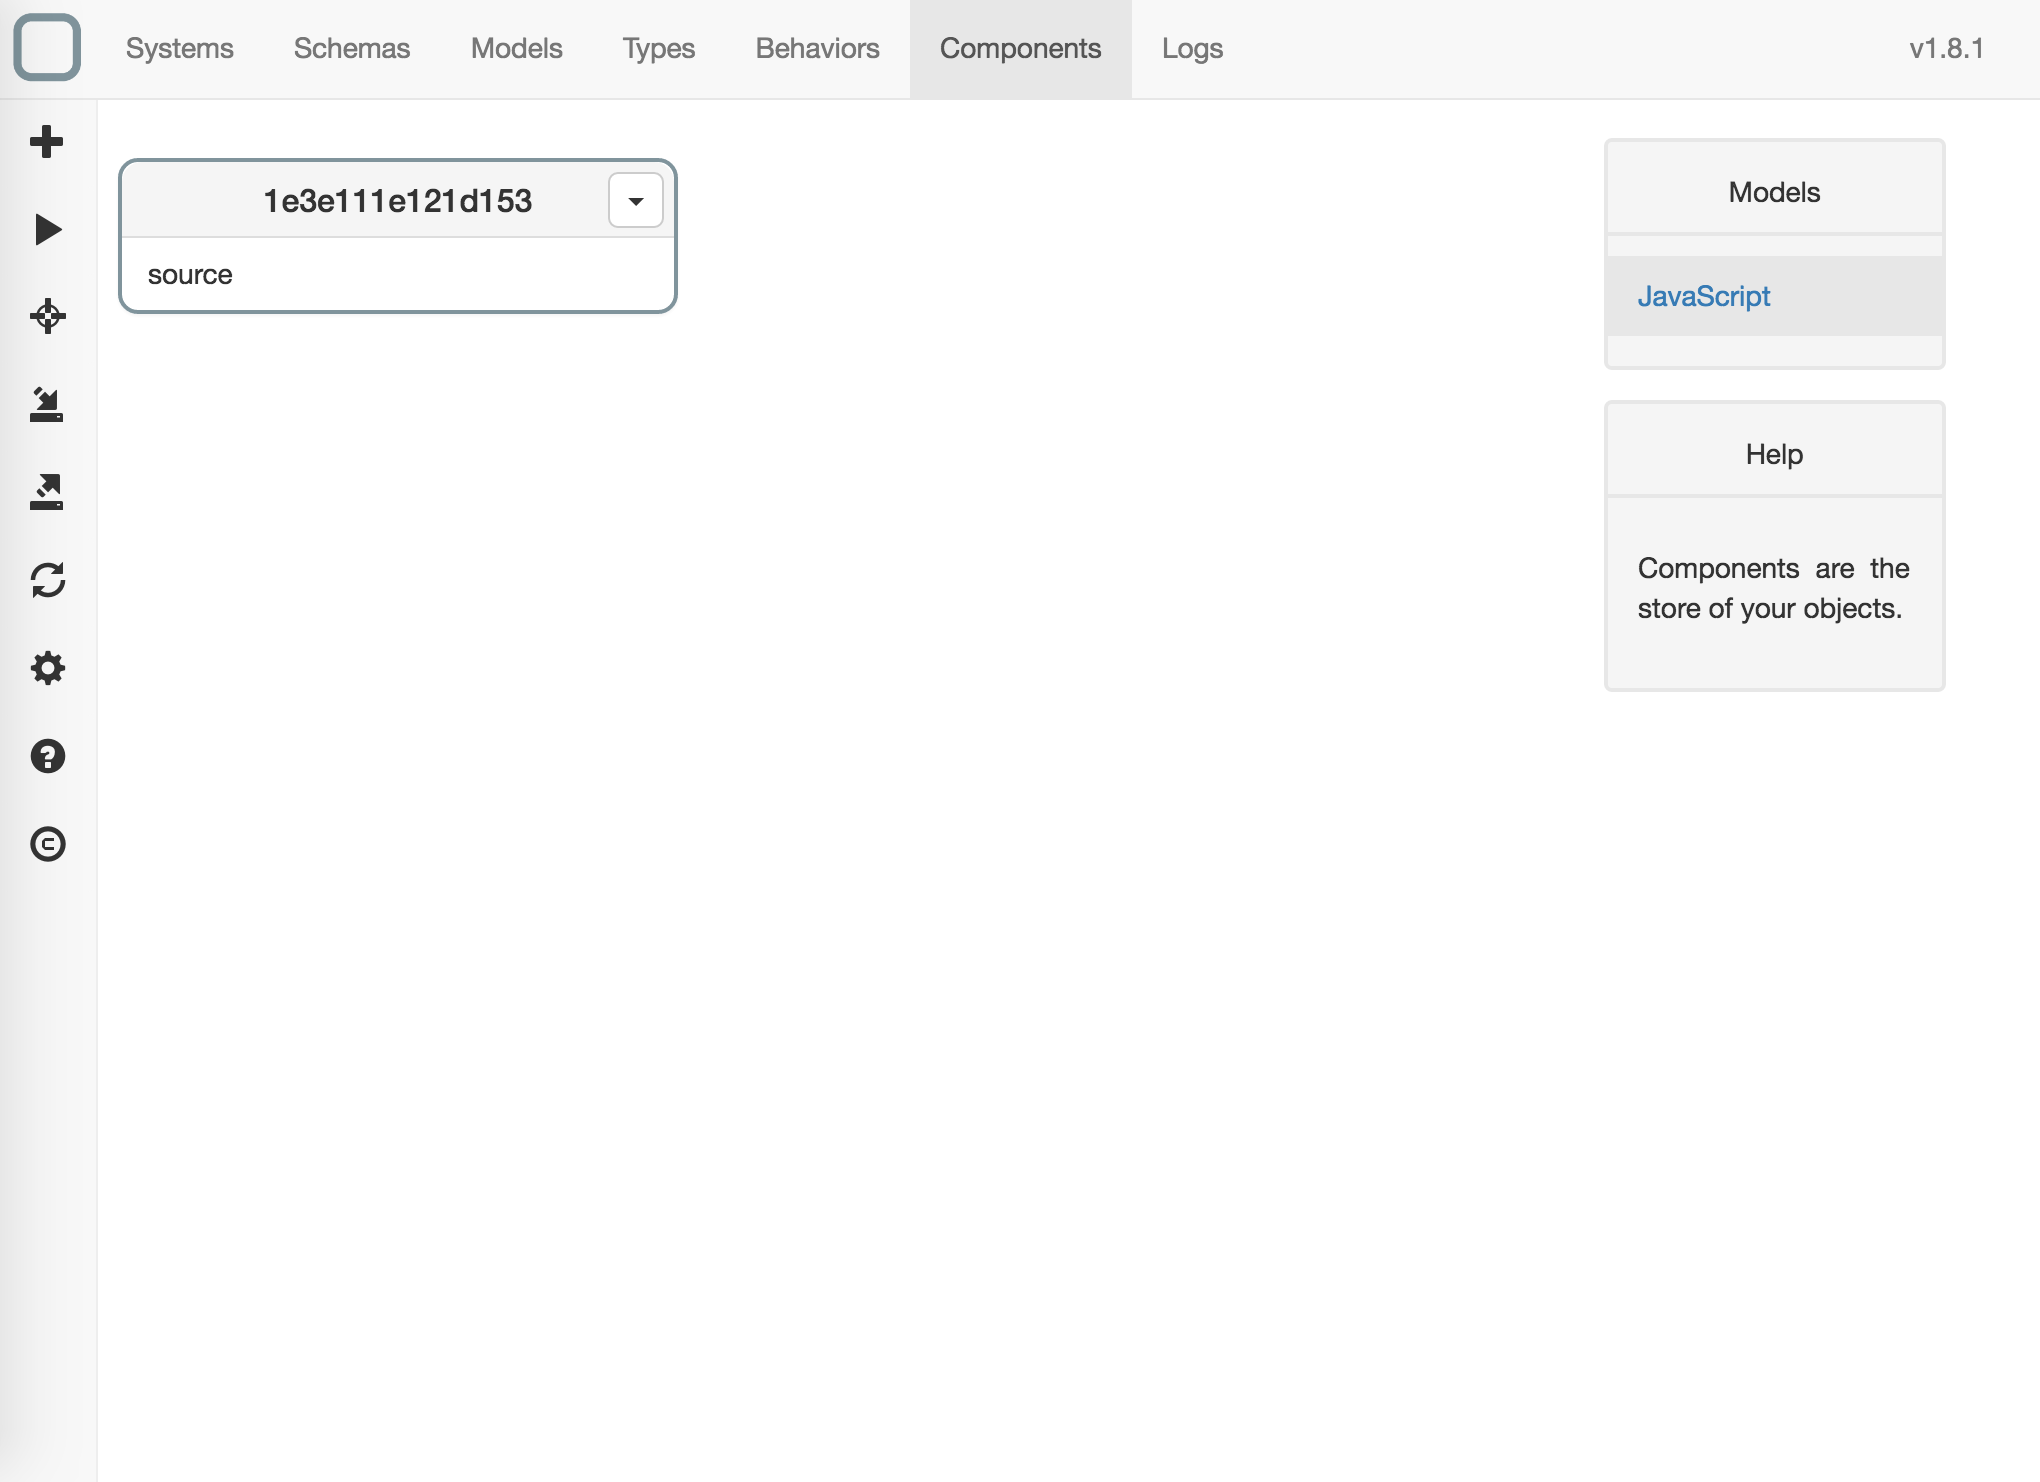 Systems Schemas Models Types Behaviors Components Logs v1.8.1
1e3e111e121d153
source
Models
JavaScript
Help
Components are the
store of your objects.